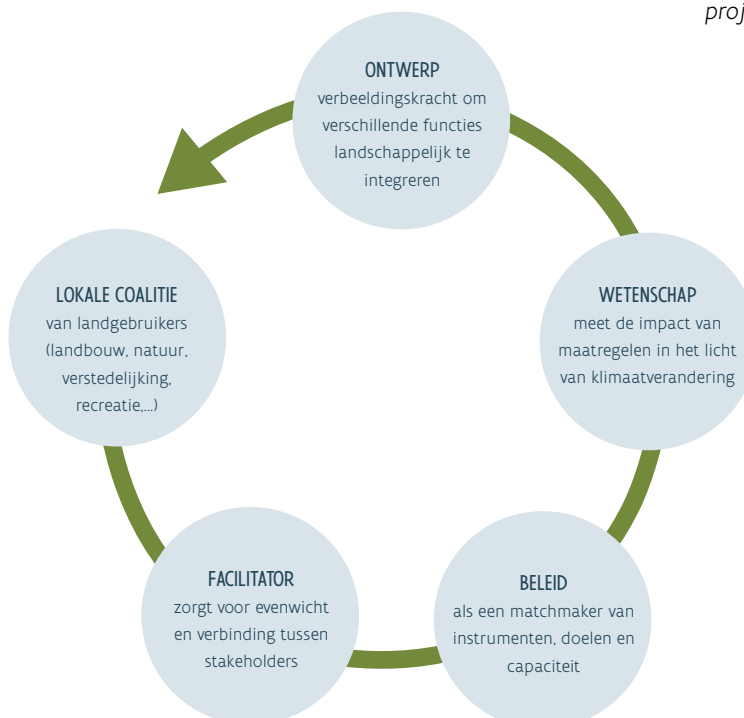 proj
ONTWERP
verbeeldingskracht om
verschillende functies
landschappelijk te
integreren
WETENSCHAP
meet de impact van
maatregelen in het licht
van klimaatverandering
BELEID
als een matchmaker van
instrumenten, doelen en
capaciteit
FACILITATOR
zorgt voor evenwicht
en verbinding tussen
stakeholders
LOKALE COALITIE
van landgebruikers
(landbouw, natuur,
verstedelijking,
recreatie,...)